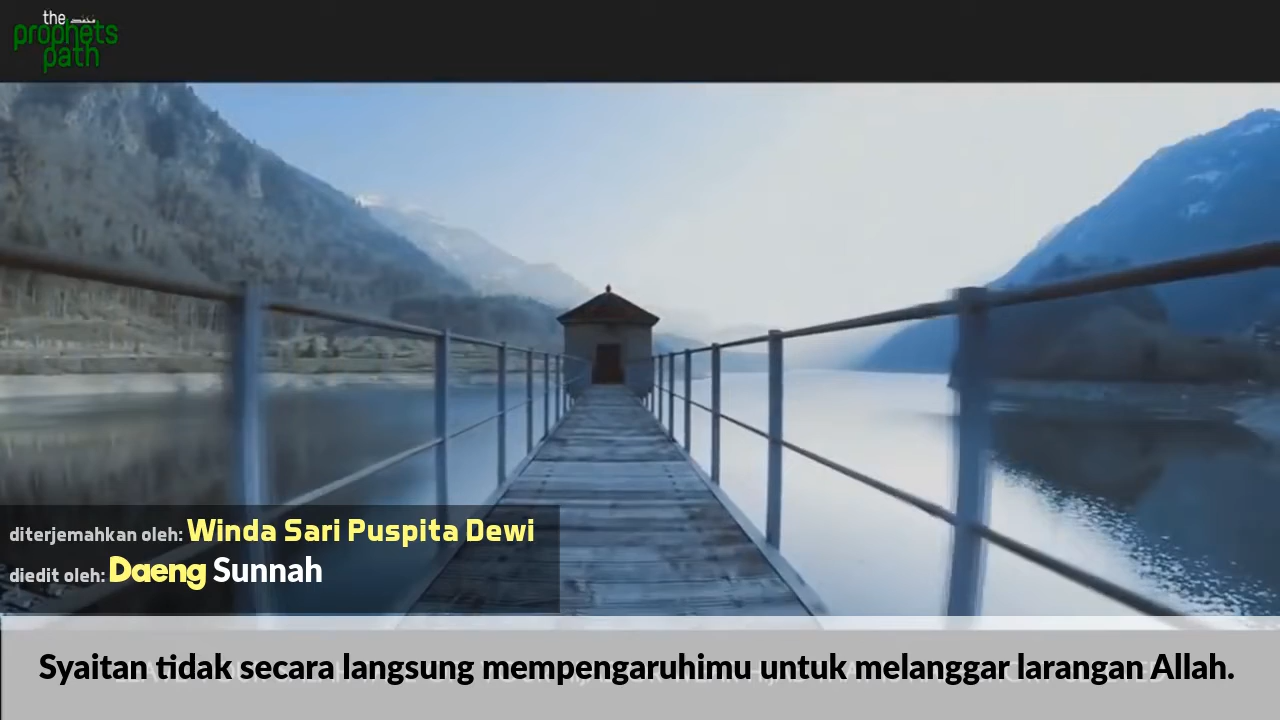 the
prophets
path
diterjemahkan oleh: Winda Sari Puspita Dewi
diedit oleh: Daeng Sunnah
Syaitan tidak secara langsung mempengaruhimu untuk melanggar larangan Allah.